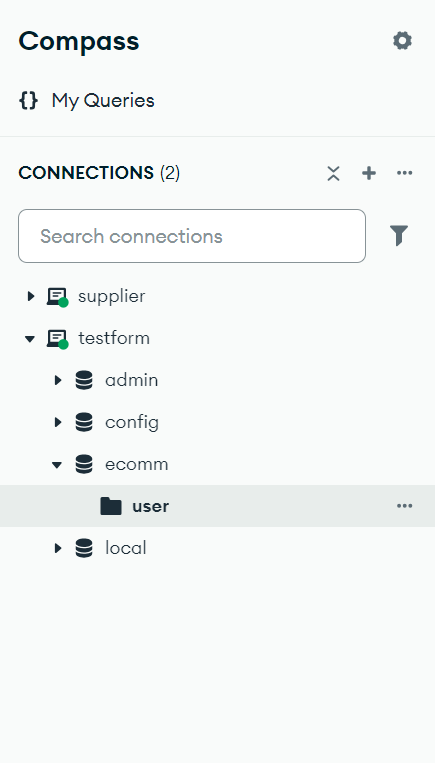 Compass
My Queries
CONNECTIONS (2)
Search connections
supplier
testform
admin
config
ecomm
user
local